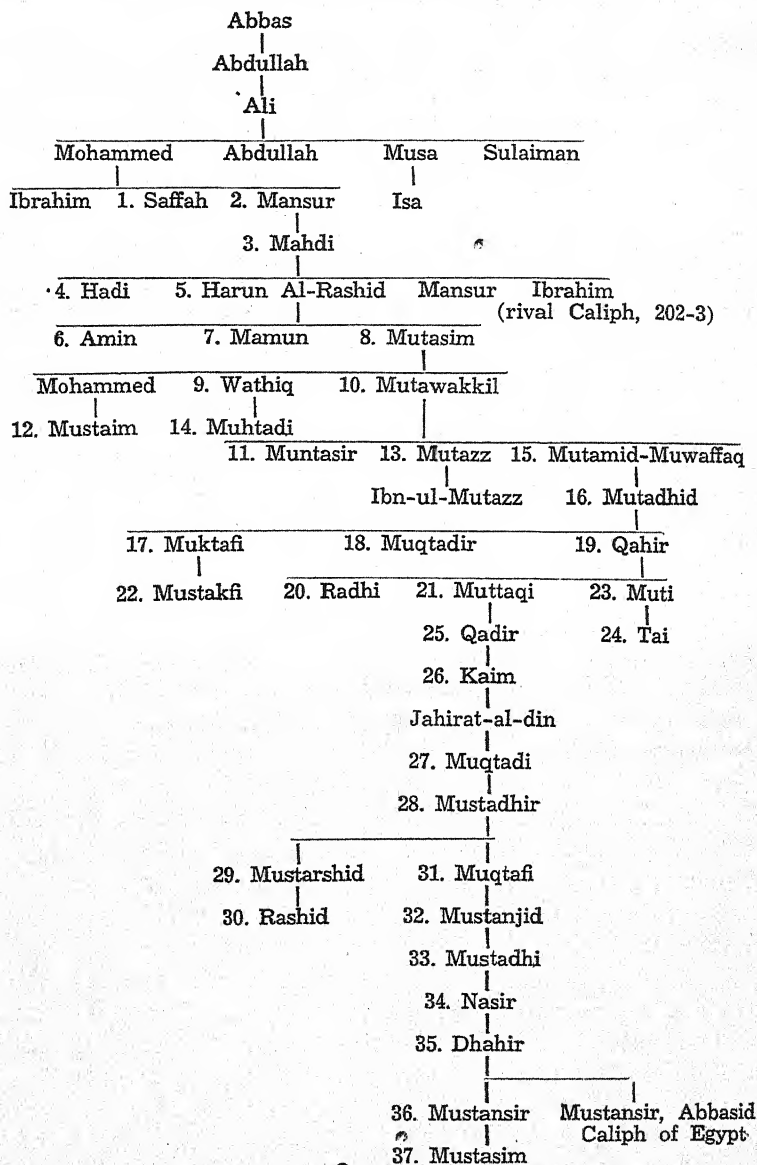 Abbas
Abdullah
Ali
Mohammed Abdullah Musa Sulaiman
Ibrahim 1. Saffah 2. Mansur Isa
3. Mahdi
4. Hadi 5. Harun Al-Rashid Mansur Ibrahim
(rival Caliph, 202-3)
6. Amin 7. Mamun 8. Mutasim
Mohammed 9. Wathiq 10. Mutawakkil
12. Mustaim 14. Muhtadi
11. Muntasir 13. Mutazz 15. Mutamid-Muwaffaq
Ibn-ul-Mutazz 16. Mutadhid
17. Muktafi 18. Muqtadir 19. Qahir
22. Mustakfi 20. Radhi 21. Muttaqi 23. Muti
25. Qadir 24. Tai
26. Kaim
Jahirat-al-din
27. Muqtadi
28. Mustadhir
29. Mustarshid 31. Muqtafi
30. Rashid 32. Mustanjid
33. Mustadhi
34. Nasir
35. Dhahir
36. Mustansir Mustansir, Abbasid
Caliph of Egypt
37. Mustasim